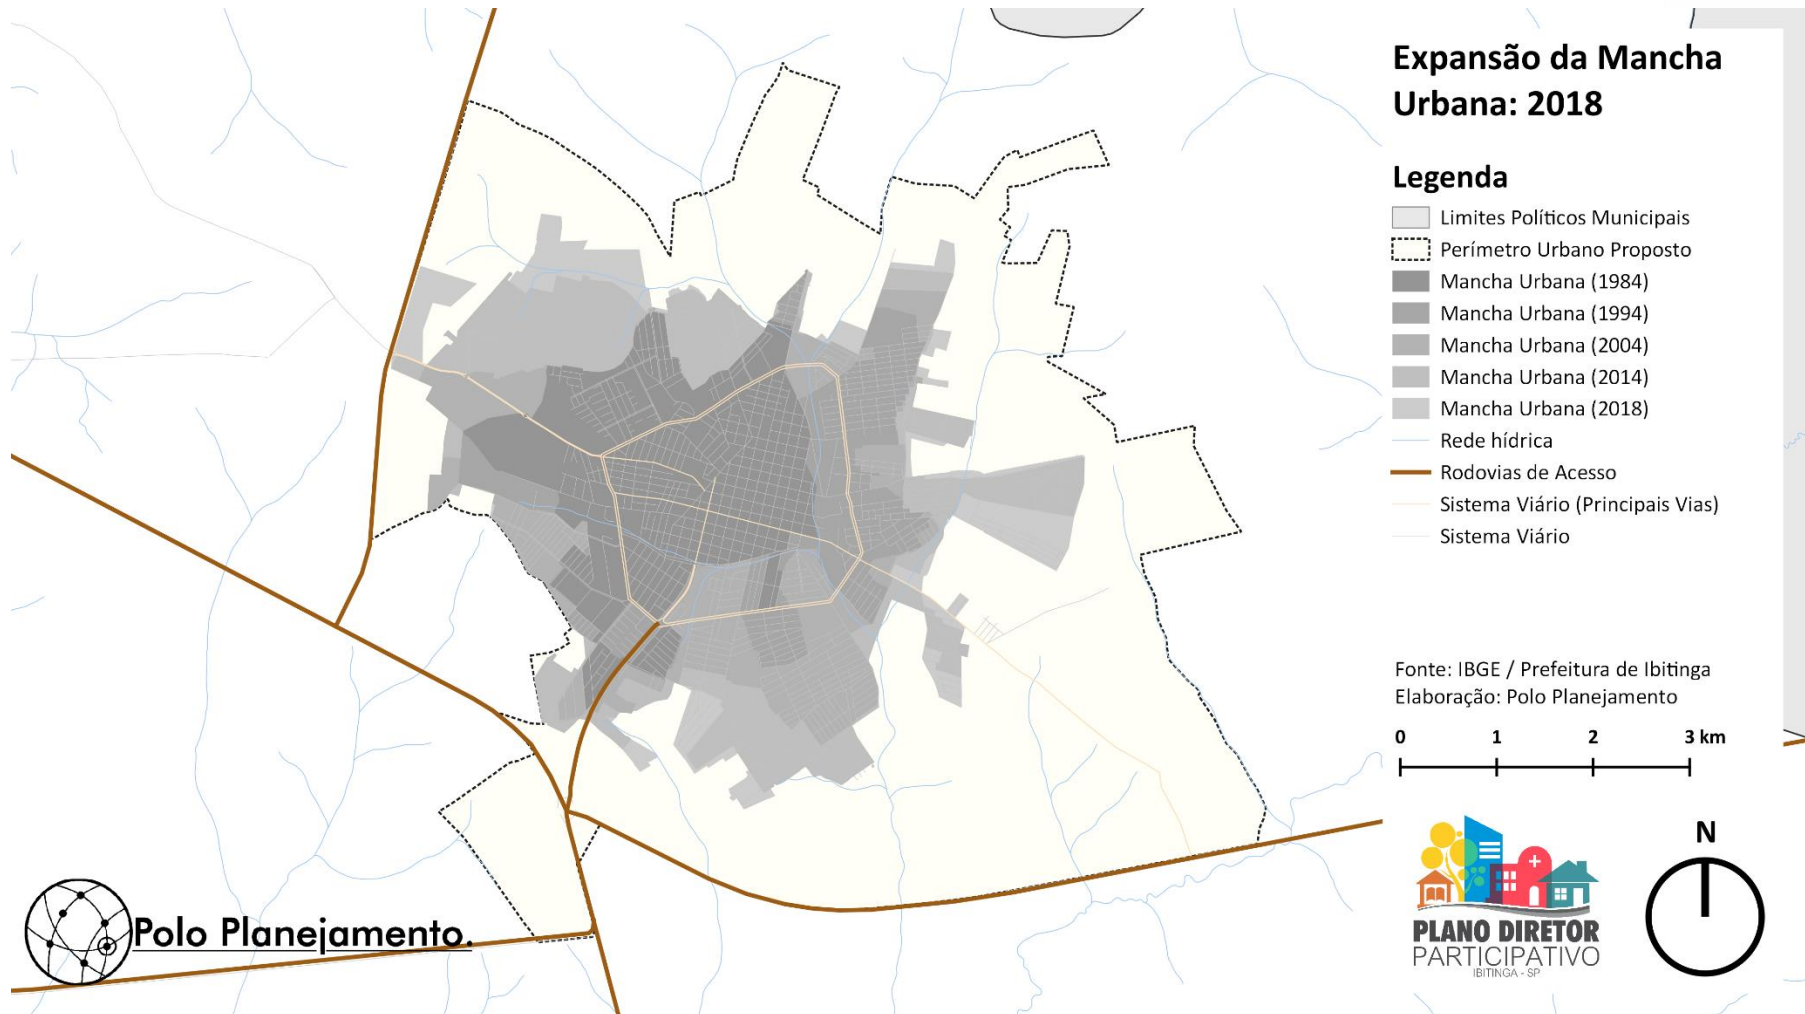 Expansão da Mancha
Urbana: 2018
Legenda
Limites Políticos Municipais
Perímetro Urbano Proposto
Mancha Urbana (1984)
Mancha Urbana (1994)
Mancha Urbana (2004)
Mancha Urbana (2014)
Mancha Urbana (2018)
Rede hídrica
Rodovias de Acesso
Sistema Viário (Principais Vias)
Sistema Viário
Fonte: IBGE / Prefeitura de Ibitinga
Elaboração: Polo Planejamento
0 1 2 3 km
N
PLANO DIRETOR
PARTICIPATIVO
IBITINGA - SP
Polo Planejamento.